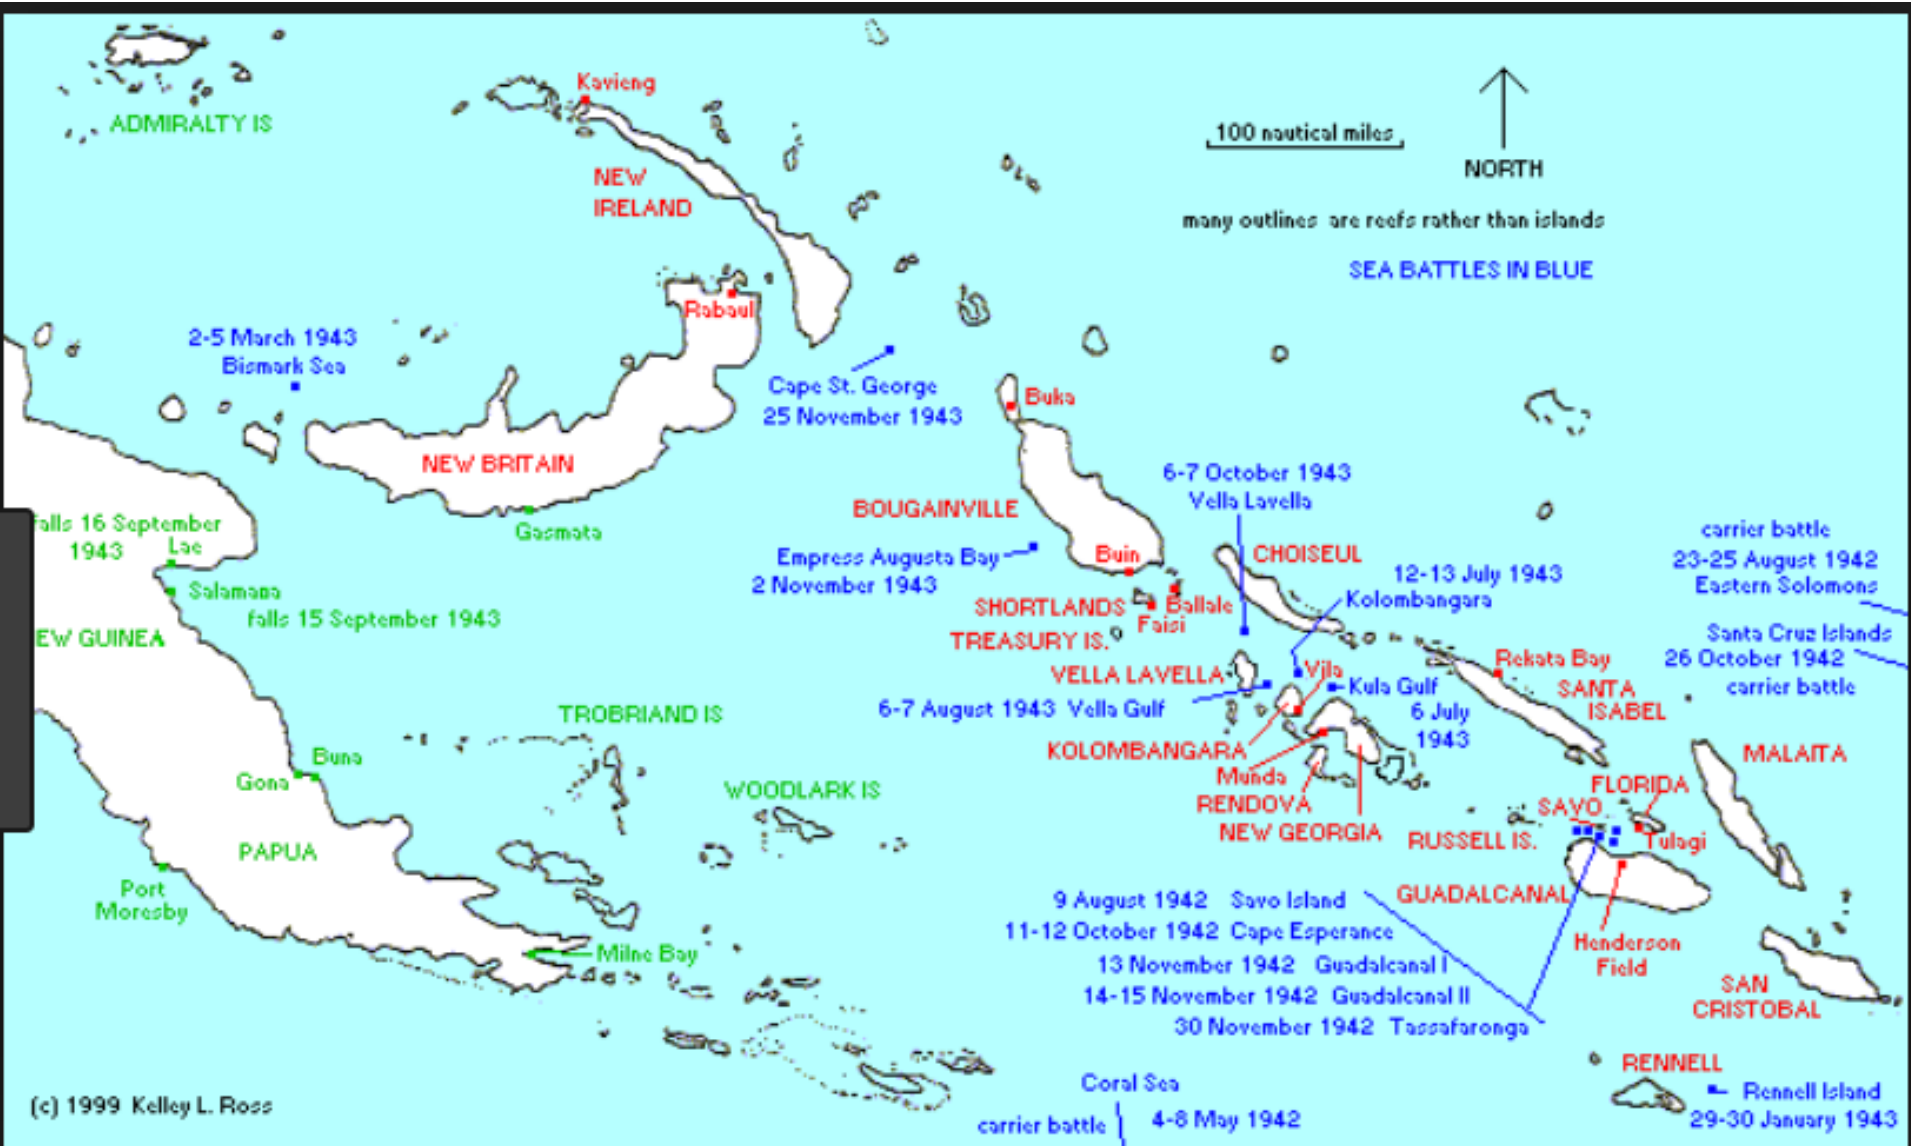 ADMIRALTY IS
Kavieng
100 nautical miles
NORTH
NEW
IRELAND
many outlines are reefs rather than islands
SEA BATTLES IN BLUE
Rabaul
2-5 March 1943
Bismark Sea
Cape St. George
25 November 1943
Buka
NEW BRITAIN
Gasmata
6-7 October 1943
Vella Lavella
BOUGAINVILLE
Empress Augusta Bay
2 November 1943
Buin
CHOISEUL
12-13 July 1943
Kolombangara
carrier battle
23-25 August 1942
Eastern Solomons
Santa Cruz Islands
26 October 1942
carrier battle
falls 16 September
1943
Lae
Salamana
falls 15 September 1943
EW GUINEA
SHORTLANDS
Ballale
Faisi
TREASURY IS.
VELLA LAVELLA
Vila
Kula Gulf
6 July
1943
6-7 August 1943 Vella Gulf
Rekata Bay
SANTA
ISABEL
KOLOMBANGARA
Munda
RENDOVA
NEW GEORGIA
MALAITA
FLORIDA
SAVO
Tulagi
RUSSELL IS.
GUADALCANAL
Henderson
Field
TROBRIAND IS
WOODLARK IS
Buna
Gona
PAPUA
Port
Moresby
Milne Bay
9 August 1942 Savo Island
11-12 October 1942 Cape Esperance
13 November 1942 Guadalcanal I
14-15 November 1942 Guadalcanal II
30 November 1942 Tassafaronga
SAN
CRISTOBAL
RENNELL
Rennell Island
29-30 January 1943
Coral Sea
carrier battle
4-8 May 1942
(c) 1999 Kelley L. Ross